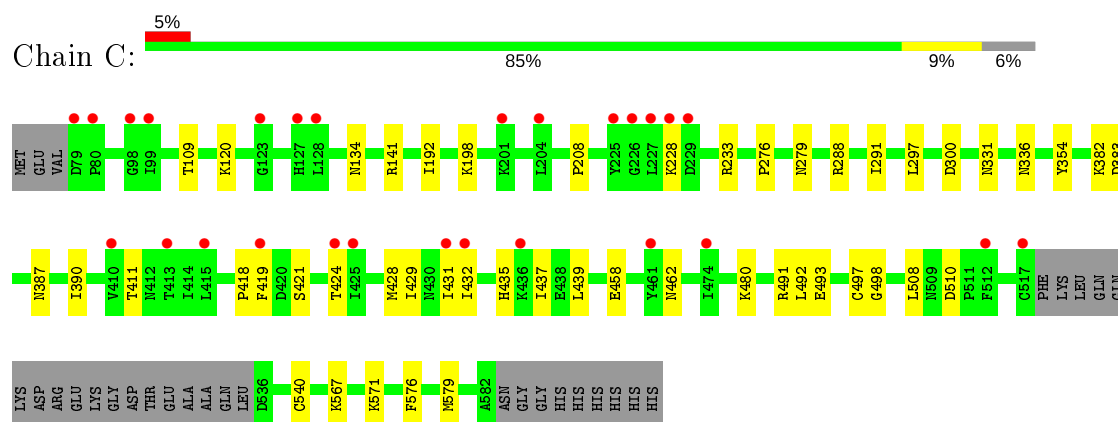 5%
Chain C:
85% 9% 6%
MET GLU VAL D79 P80 G98 I99 T109 K120 G123 H127 L128 N134 R141 I192 K198 K201 L204 P208 Y225 G226 L227 K228 D229 R233 P276 N279 R288 I291 L297 D300 N331 N336 Y354 K382 D383
N387 I390 V410 T411 N412 T413 I414 L415 P418 F419 D420 S421 T424 I425 M428 I429 N430 I431 I432 H435 K436 I437 E438 L439 E458 Y461 N462 I474 K480 R491 L492 E493 C497 G498 L508 N509 D510 P511 F512 C517 PHE LYS LEU GLN GLN
LYS ASP ARG GLU LYS GLY ASP THR GLU ALA ALA GLN LEU D536 C540 K567 K571 F576 M579 A582 ASN GLY GLY HIS HIS HIS HIS HIS HIS